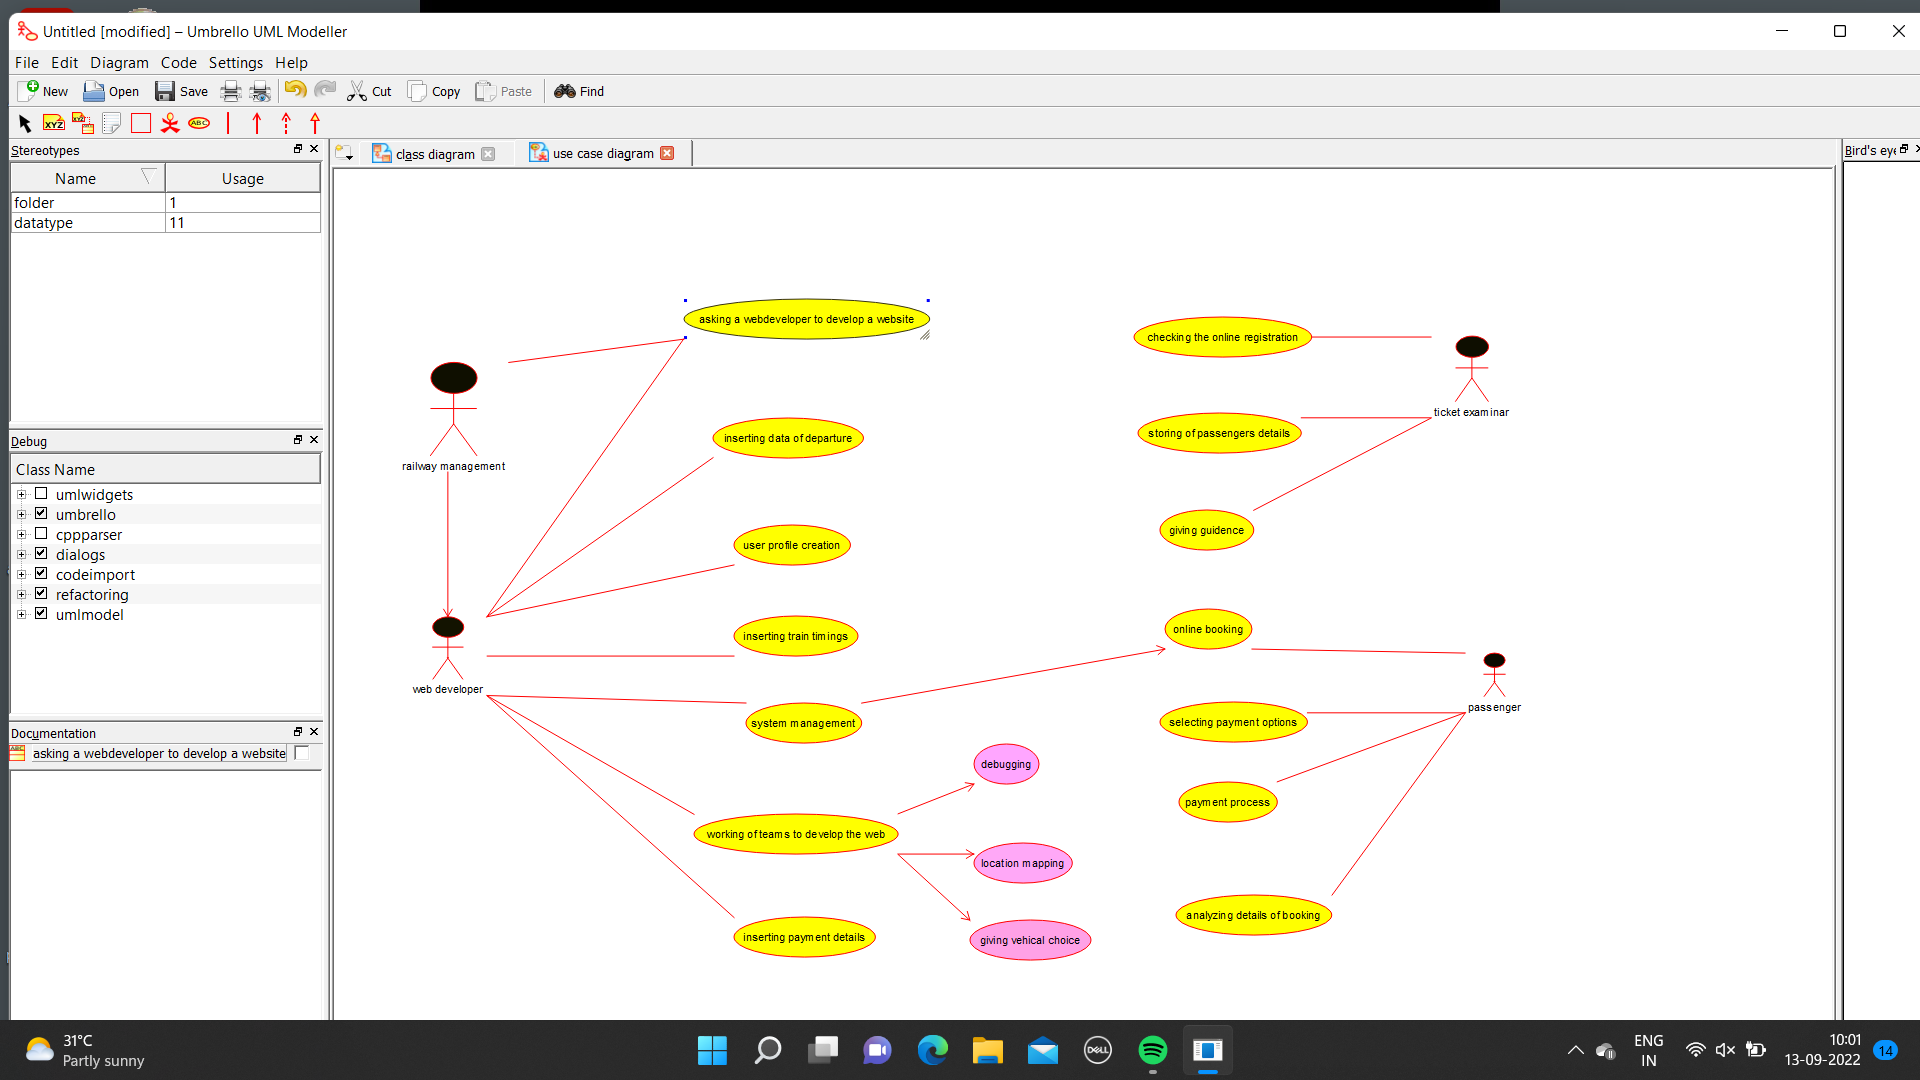 Untitled [modified] – Umbrello UML Modeller
File Edit Diagram Code Settings Help
New Open Save Cut Copy Paste Find
XYZ XYZ ABC
Stereotypes
class diagram use case diagram
Bird's eye
Name Usage
folder 1
datatype 11
Debug
Class Name
umlwidgets
umbrello
cppparser
dialogs
codeimport
refactoring
umlmodel
Documentation
asking a webdeveloper to develop a website
asking a webdeveloper to develop a website
railway management
inserting data of departure
user profile creation
inserting train timings
web developer
system management
debugging
working of teams to develop the web
location mapping
inserting payment details
giving vehical choice
checking the online registration
ticket examinar
storing of passengers details
giving guidence
online booking
passenger
selecting payment options
payment process
analyzing details of booking
31°C
Partly sunny
DELL
ENG
IN
10:01
13-09-2022
14